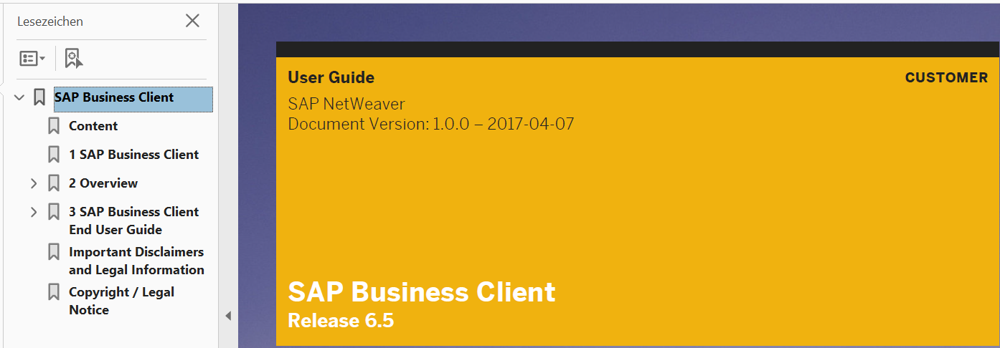 Lesezeichen
SAP Business Client
Content
1 SAP Business Client
2 Overview
3 SAP Business Client
End User Guide
Important Disclaimers
and Legal Information
Copyright / Legal
Notice
User Guide
CUSTOMER
SAP NetWeaver
Document Version: 1.0.0 – 2017-04-07
SAP Business Client
Release 6.5